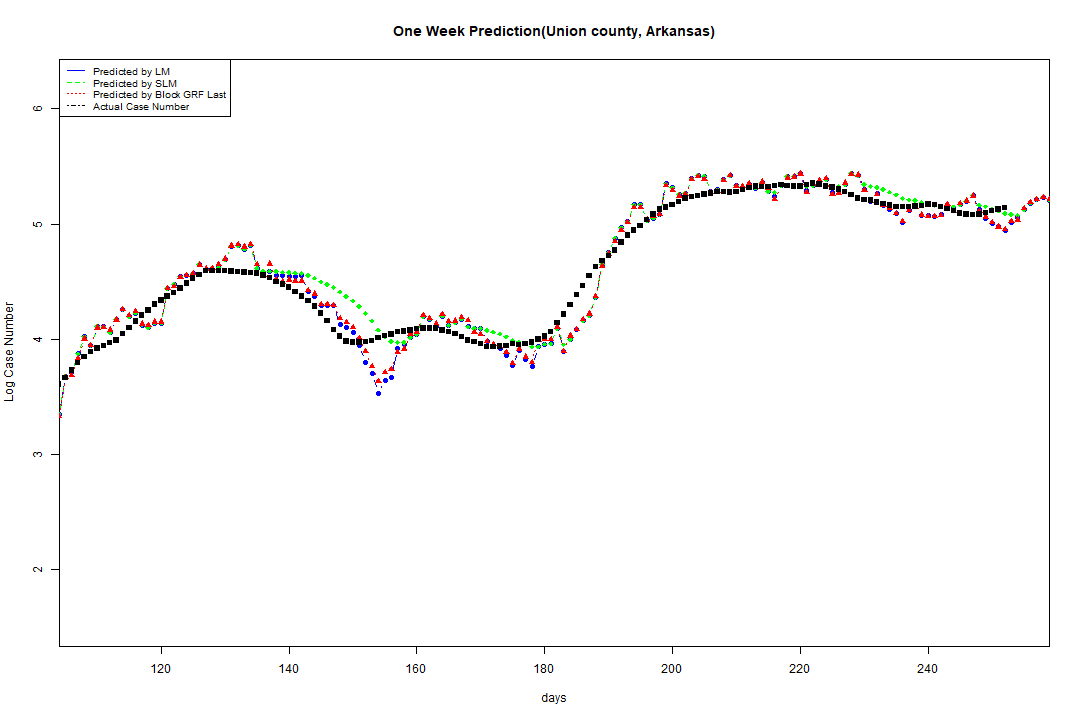 One Week Prediction(Union county, Arkansas)
Predicted by LM
Predicted by SLM
Predicted by Block GRF Last
Actual Case Number
6
5
4
3
2
Log Case Number
120 140 160 180 200 220 240
days